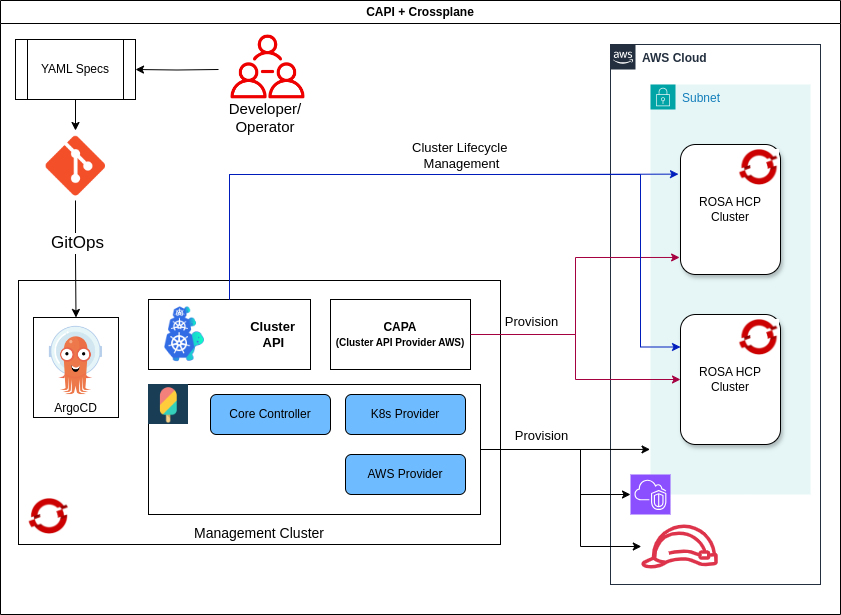 CAPI + Crossplane
YAML Specs
Developer/
Operator
aws
AWS Cloud
Subnet
Cluster Lifecycle
Management
ROSA HCP
Cluster
GitOps
Cluster
API
CAPA
(Cluster API Provider AWS)
Provision
ROSA HCP
Cluster
ArgoCD
Core Controller
K8s Provider
AWS Provider
Provision
Management Cluster